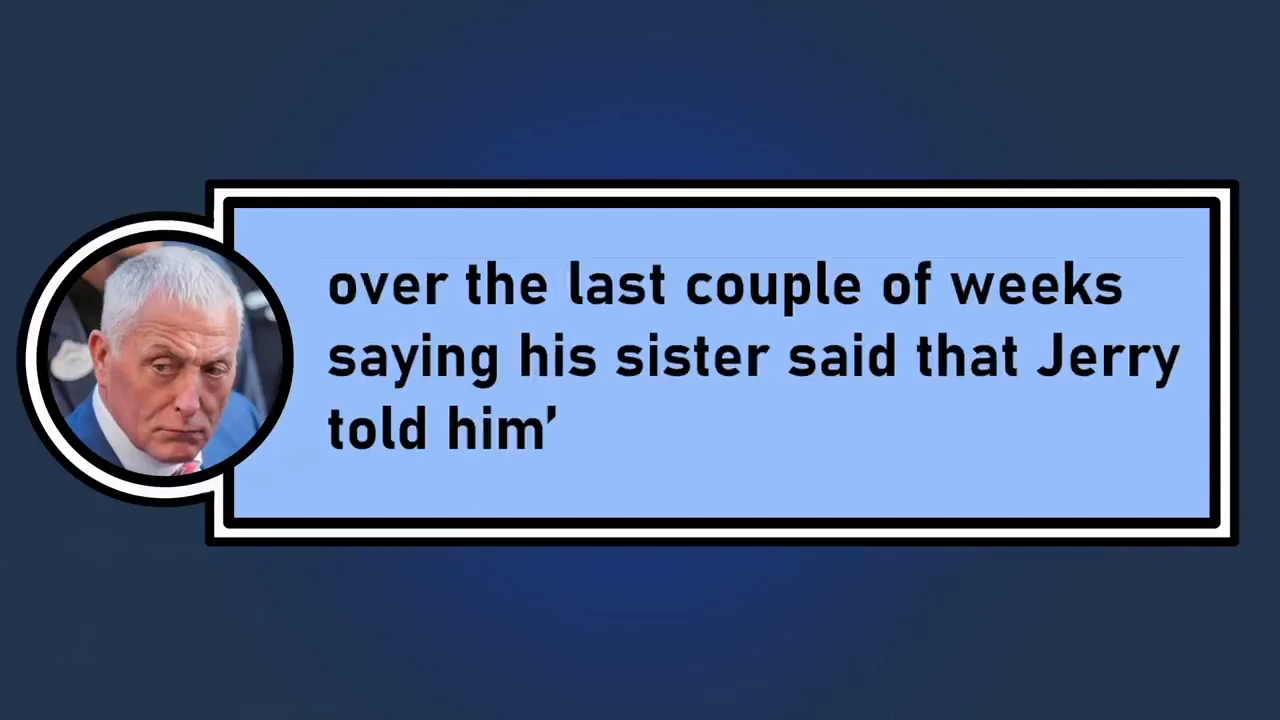 over the last couple of weeks
saying his sister said that Jerry
told him’